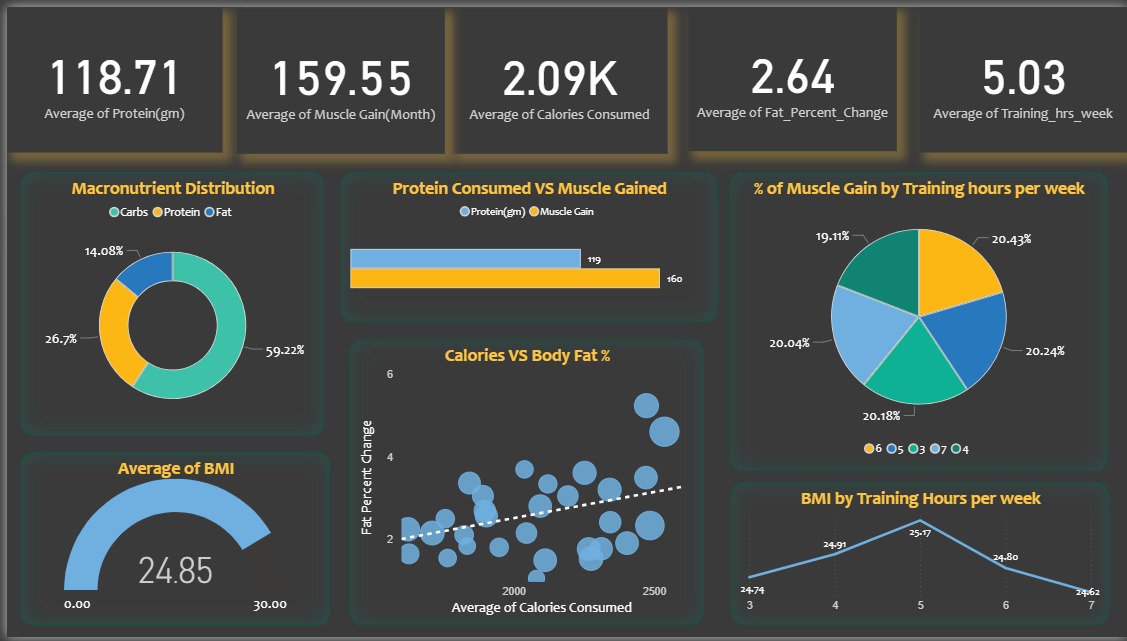 118.71
Average of Protein(gm)
159.55
Average of Muscle Gain(Month)
2.09K
Average of Calories Consumed
2.64
Average of Fat_Percent_Change
5.03
Average of Training_hrs_week
Macronutrient Distribution
Carbs Protein Fat
14.08%
26.7%
59.22%
Protein Consumed VS Muscle Gained
Protein(gm) Muscle Gain
119
160
% of Muscle Gain by Training hours per week
19.11%
20.43%
20.04%
20.24%
20.18%
6 5 3 7 4
Average of BMI
24.85
0.00
30.00
Calories VS Body Fat %
Fat Percent Change
6
4
2
2000
2500
Average of Calories Consumed
BMI by Training Hours per week
24.74
24.91
25.17
24.80
24.62
3 4 5 6 7